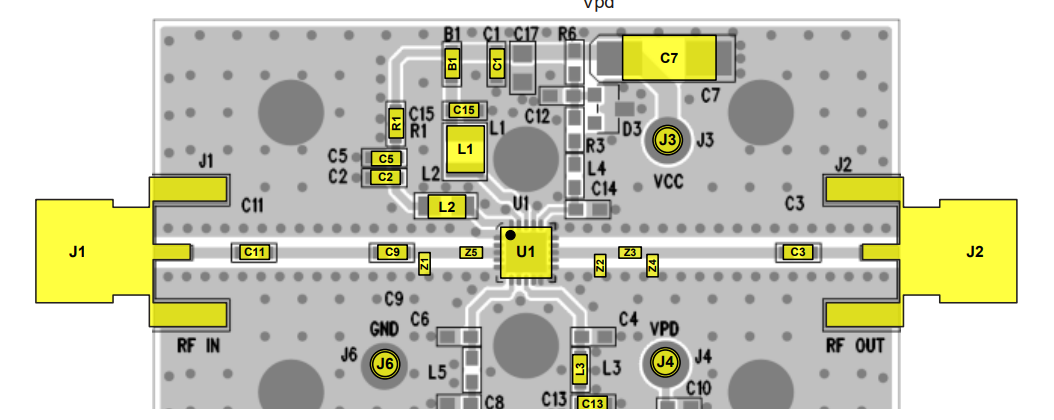 Vpd
B1 C1 C17 R6
B1 C1 C7
C7
C15 C15
C12
R1 R1
L1 L1
D3
J3 J3
R3
C5 C5
C2 C2
L2 L2
L4
C14
VCC
J1 J2
C11 C3
U1
J1 C11 C9 Z1 Z5 U1 Z2 Z3 Z4 C3 J2
C9
C6 C4
GND VPD
RF IN RF OUT
J6 J6
L5
L3 L3
J4 J4
C10
C8 C13 C13